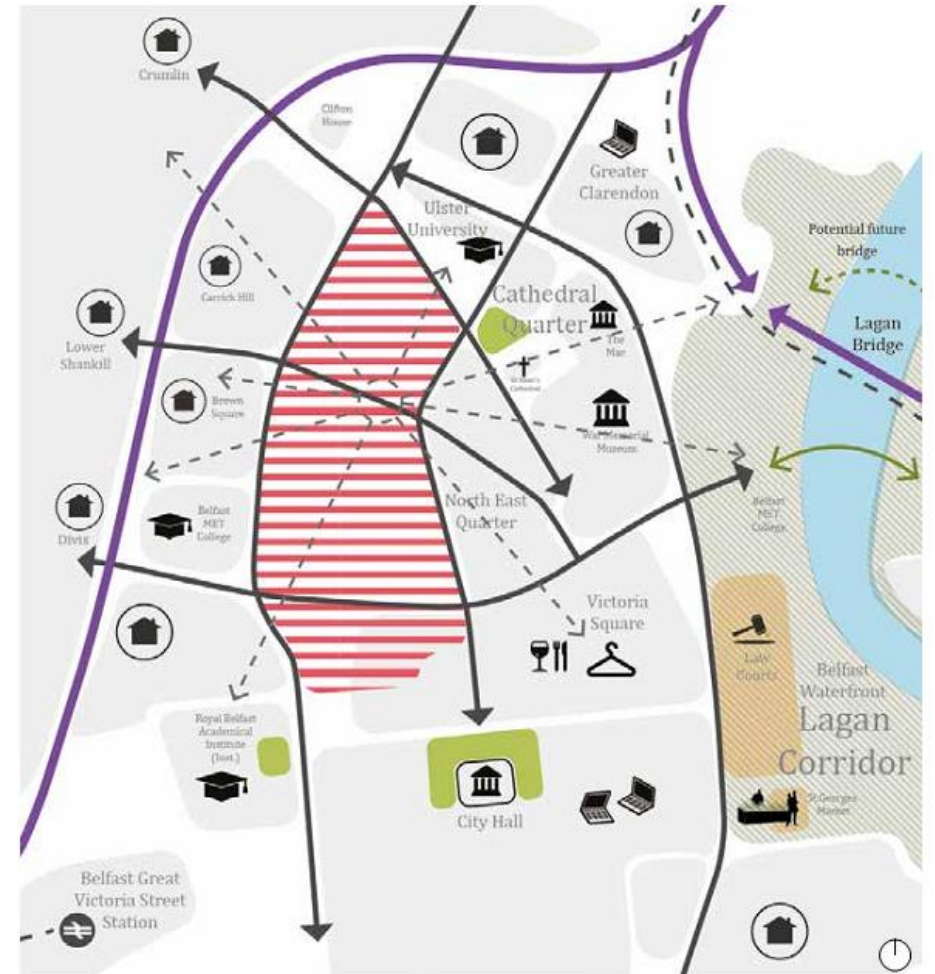 Crumlin
Clifton
House
Greater
Clarendon
Ulster
University
Potential future
bridge
Carrick Hill
Cathedral
Quarter
The
Mac
Lagan
Bridge
Lower
Shankill
Cathedral
Brown
Square
War Memorial
Museum
North East
Quarter
Belfast
MET
College
Belfast
MET
College
Divis
Victoria
Square
Law
Courts
Belfast
Waterfront
Lagan
Corridor
Royal Belfast
Academical
Institute
(Inst.)
City Hall
St Georges
Market
Belfast Great
Victoria Street
Station